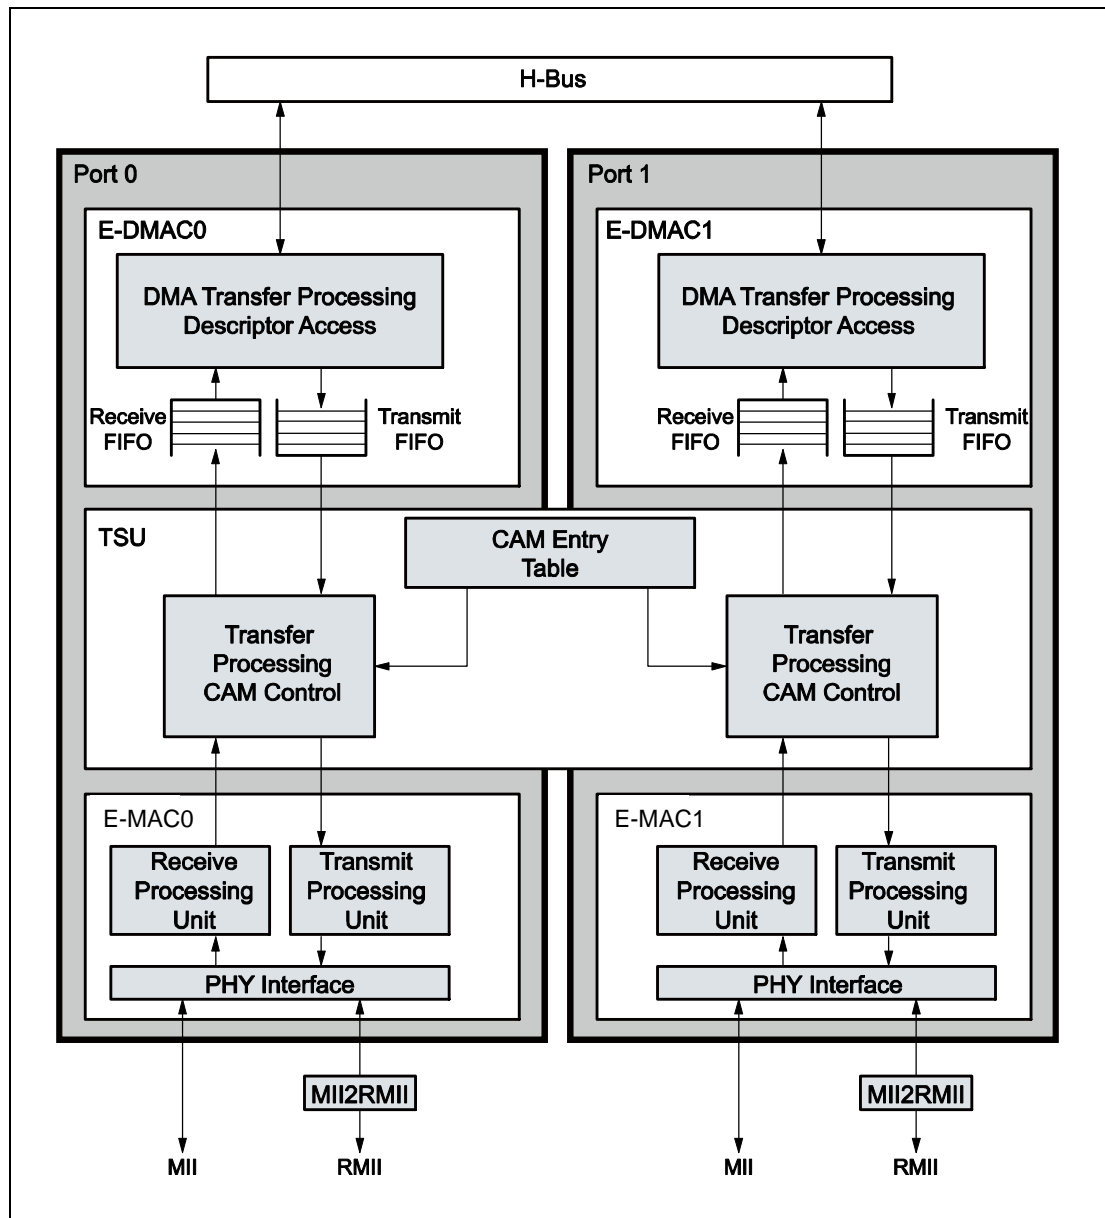 H-Bus
Port 0
E-DMAC0
DMA Transfer Processing
Descriptor Access
Receive
FIFO
Transmit
FIFO
Port 1
E-DMAC1
DMA Transfer Processing
Descriptor Access
Receive
FIFO
Transmit
FIFO
TSU
CAM Entry
Table
Transfer
Processing
CAM Control
Transfer
Processing
CAM Control
E-MAC0
Receive
Processing
Unit
Transmit
Processing
Unit
PHY Interface
E-MAC1
Receive
Processing
Unit
Transmit
Processing
Unit
PHY Interface
MII2RMII
MII
RMII
MII2RMII
MII
RMII